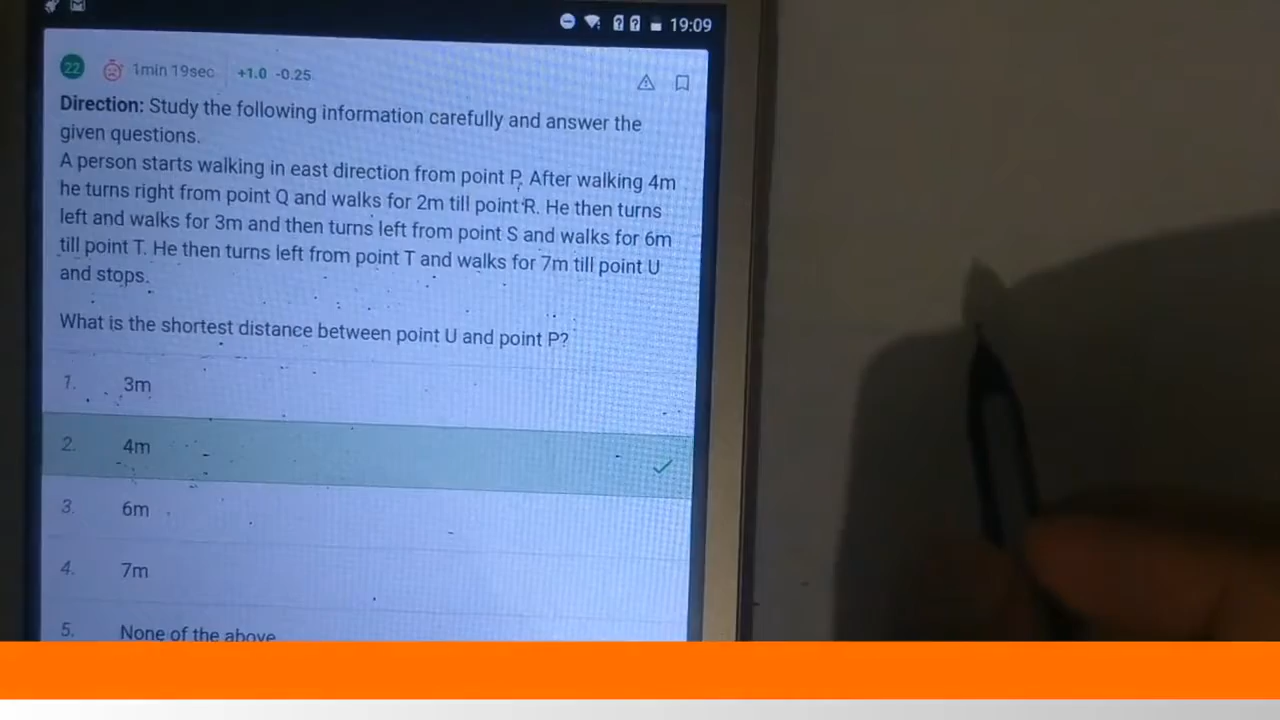 19:09
22 1min 19sec +1.0 -0.25
Direction: Study the following information carefully and answer the
given questions.
A person starts walking in east direction from point P. After walking 4m
he turns right from point Q and walks for 2m till point R. He then turns
left and walks for 3m and then turns left from point S and walks for 6m
till point T. He then turns left from point T and walks for 7m till point U
and stops.
What is the shortest distance between point U and point P?
1. 3m
2. 4m
3. 6m
4. 7m
5. None of the above